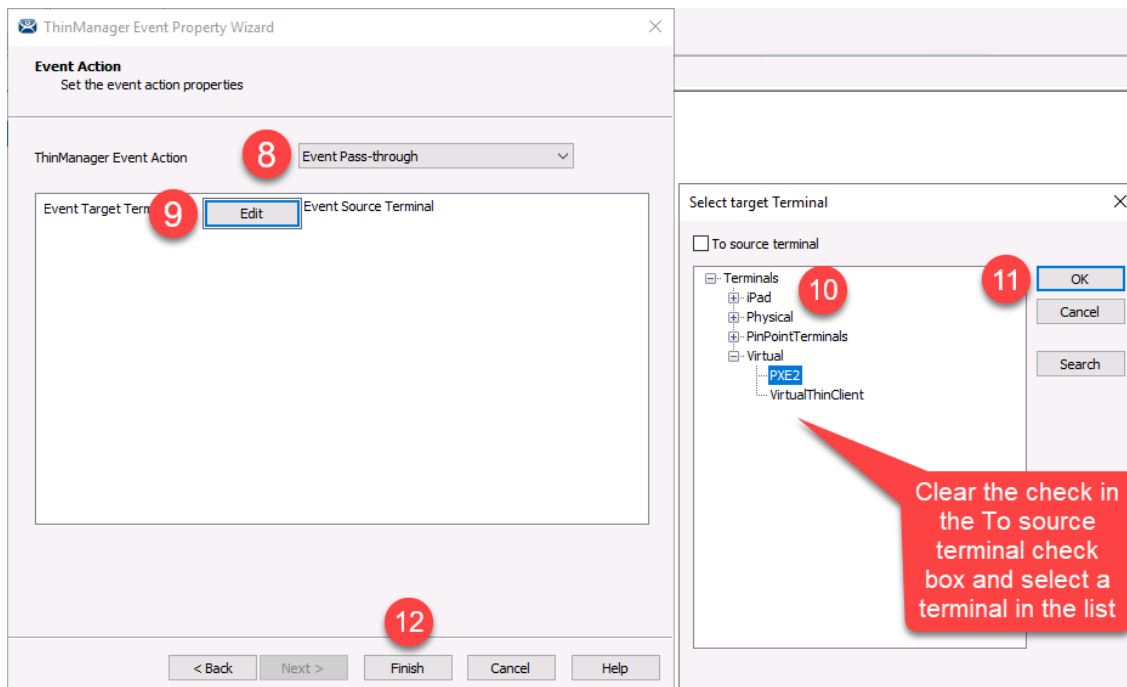 ThinManager Event Property Wizard
Event Action
Set the event action properties
ThinManager Event Action
8
Event Pass-through
Event Target Term
9
Edit
Event Source Terminal
12
< Back
Next >
Finish
Cancel
Help
Select target Terminal
To source terminal
Terminals
iPad
Physical
PinPointTerminals
Virtual
PXE2
VirtualThinClient
10
11
OK
Cancel
Search
Clear the check in
the To source
terminal check
box and select a
terminal in the list